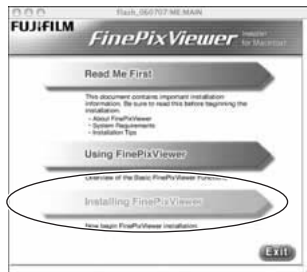 flash_060707:ME:MAIN
FUJIFILM
FinePixViewer
for Macintosh
Read Me First
This document contains important installation
information. Be sure to read this before beginning the
installation.
- About FinePixViewer
- System Requirements
- Installation Tips
Using FinePixViewer
Overview of the Basic FinePixViewer Functions.
Installing FinePixViewer
Now begin FinePixViewer installation.
Exit